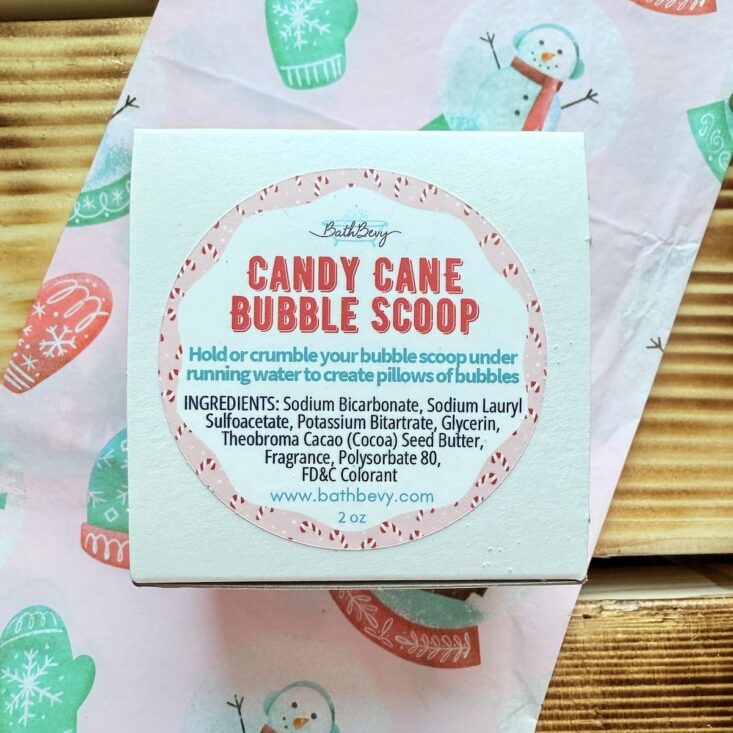 BathBevy
CANDY CANE
BUBBLE SCOOP
Hold or crumble your bubble scoop under
running water to create pillows of bubbles
INGREDIENTS: Sodium Bicarbonate, Sodium Lauryl
Sulfoacetate, Potassium Bitartrate, Glycerin,
Theobroma Cacao (Cocoa) Seed Butter,
Fragrance, Polysorbate 80,
FD&C Colorant
www.bathbevy.com
2 oz